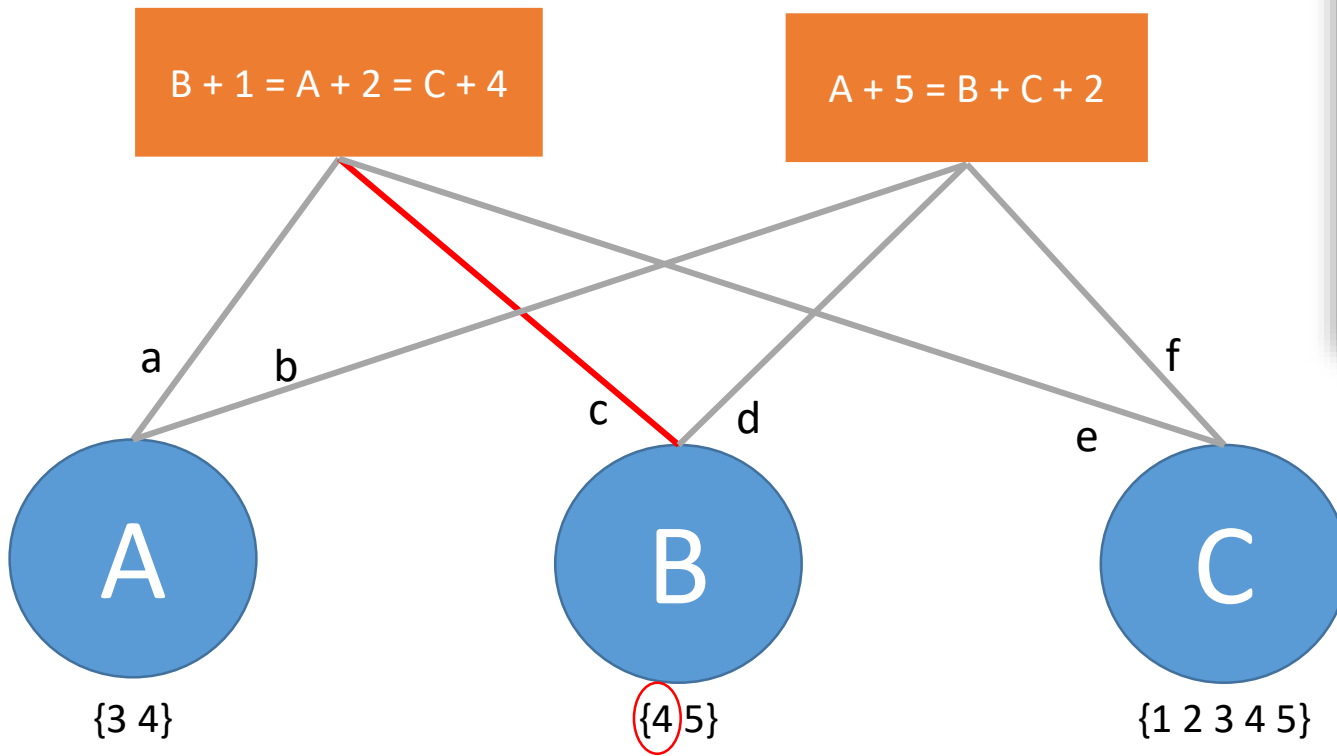 B + 1 = A + 2 = C + 4
A + 5 = B + C + 2
a
b
c
d
e
f
A
B
C
{3 4}
{4 5}
{1 2 3 4 5}